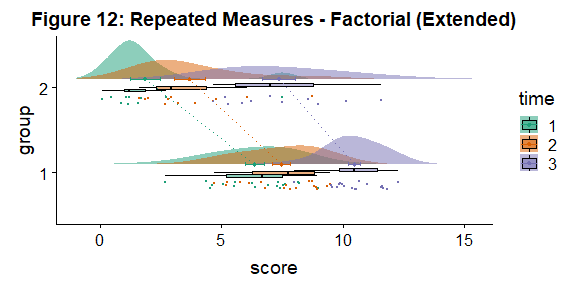 Figure 12: Repeated Measures - Factorial (Extended)
group
2
1
0
5
10
15
score
time
1
2
3